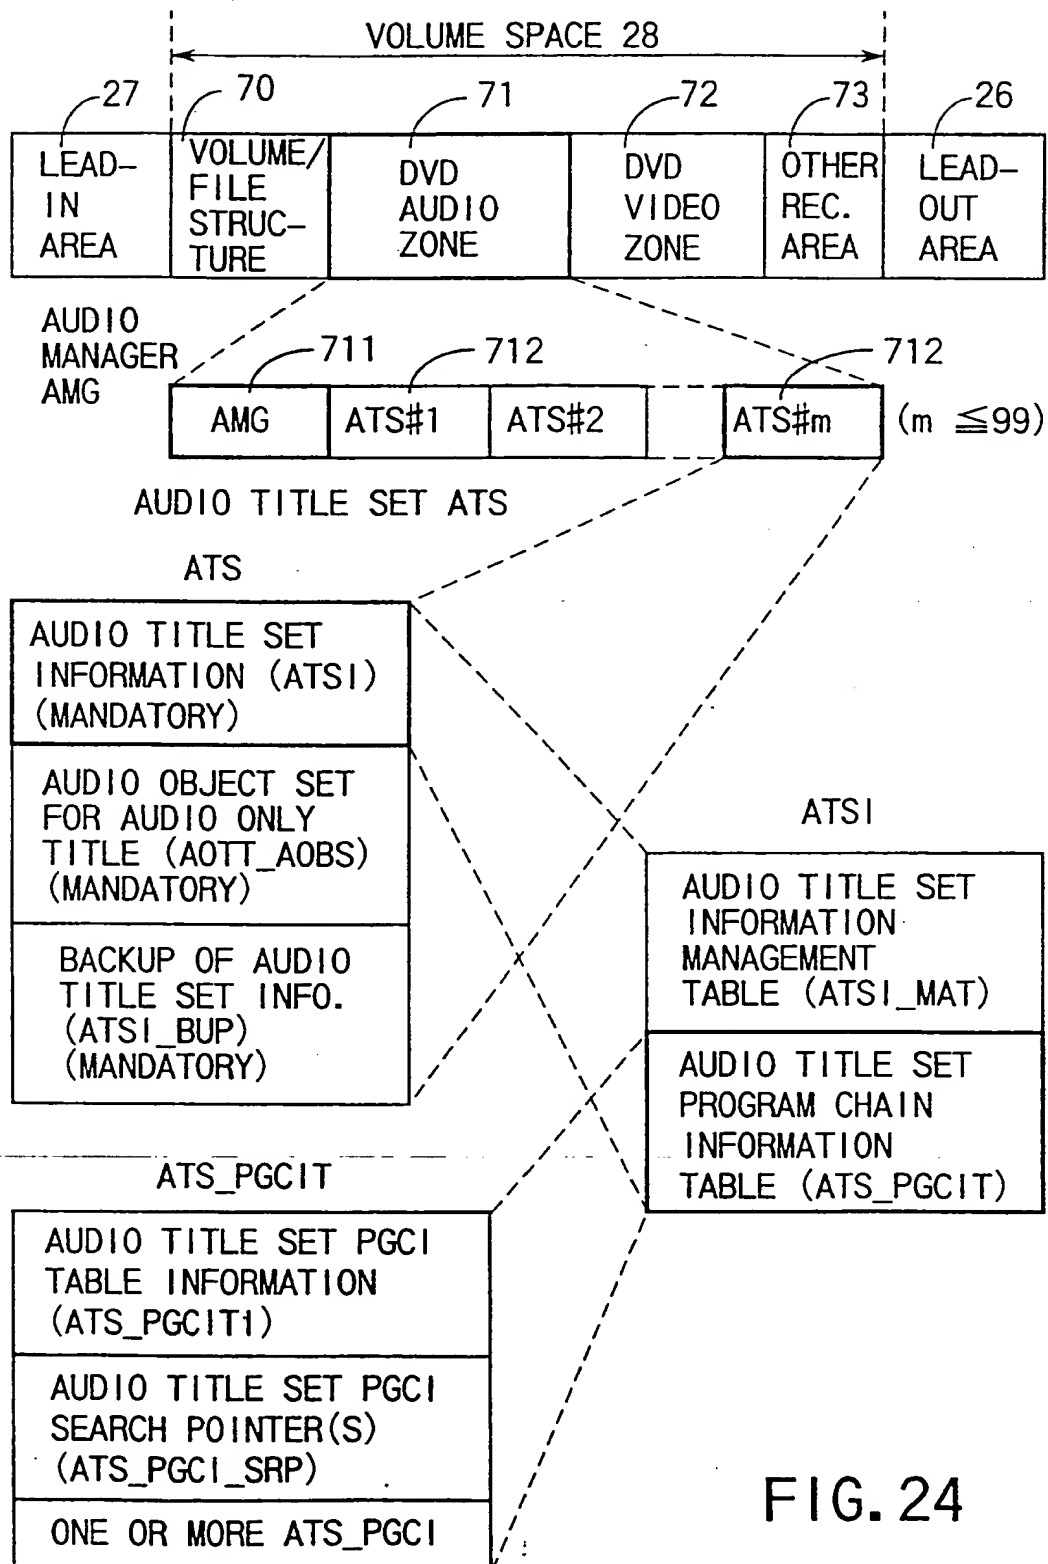 VOLUME SPACE 28
27 70 71 72 73 26
LEAD-
IN
AREA
VOLUME/
FILE
STRUC-
TURE
DVD
AUDIO
ZONE
DVD
VIDEO
ZONE
OTHER
REC.
AREA
LEAD-
OUT
AREA
AUDIO
MANAGER
AMG
711 712 712
AMG ATS#1 ATS#2 ATS#m (m ≦99)
AUDIO TITLE SET ATS
ATS
AUDIO TITLE SET
INFORMATION (ATSI)
(MANDATORY)
AUDIO OBJECT SET
FOR AUDIO ONLY
TITLE (AOTT_AOBS)
(MANDATORY)
BACKUP OF AUDIO
TITLE SET INFO.
(ATSI_BUP)
(MANDATORY)
ATSI
AUDIO TITLE SET
INFORMATION
MANAGEMENT
TABLE (ATSI_MAT)
AUDIO TITLE SET
PROGRAM CHAIN
INFORMATION
TABLE (ATS_PGCIT)
ATS_PGCIT
AUDIO TITLE SET PGCI
TABLE INFORMATION
(ATS_PGCIT1)
AUDIO TITLE SET PGCI
SEARCH POINTER(S)
(ATS_PGCI_SRP)
ONE OR MORE ATS_PGCI
FIG. 24